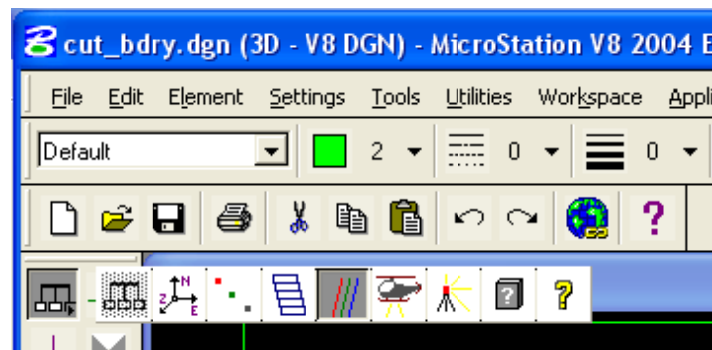 cut_bdry.dgn (3D - V8 DGN) - MicroStation V8 2004 E
File Edit Element Settings Tools Utilities Workspace Appli
Default 2 0 0
?
N Z E ? ?